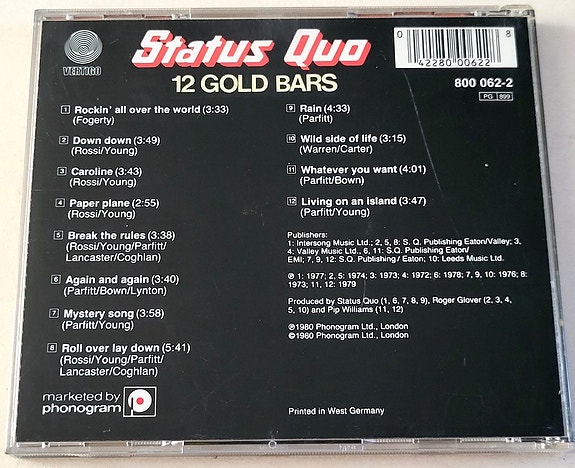 VERTIGO
Status Quo
12 GOLD BARS
0 42280 00622 8
800 062-2
PG 899
1 Rockin' all over the world (3:33)
(Fogerty)
2 Down down (3:49)
(Rossi/Young)
3 Caroline (3:43)
(Rossi/Young)
4 Paper plane (2:55)
(Rossi/Young)
5 Break the rules (3:38)
(Rossi/Young/Parfitt/
Lancaster/Coghlan)
6 Again and again (3:40)
(Parfitt/Bown/Lynton)
7 Mystery song (3:58)
(Parfitt/Young)
8 Roll over lay down (5:41)
(Rossi/Young/Parfitt/
Lancaster/Coghlan)
marketed by
phonogram
p
9 Rain (4:33)
(Parfitt)
10 Wild side of life (3:15)
(Warren/Carter)
11 Whatever you want (4:01)
(Parfitt/Bown)
12 Living on an island (3:47)
(Parfitt/Young)
Publishers:
1: Intersong Music Ltd.; 2, 5, 8: S. Q. Publishing Eaton/Valley; 3,
4: Valley Music Ltd., 6, 11: S. Q. Publishing Eaton/
EMI; 7, 9, 12: S.Q. Publishing / Eaton; 10: Leeds Music Ltd.
℗ 1: 1977; 2, 5: 1974; 3: 1973; 4: 1972; 6: 1978; 7, 9, 10: 1976; 8:
1975; 11, 12: 1979
Produced by Status Quo (1, 6, 7, 8, 9), Roger Glover (2, 3, 4,
5, 10) and Pip Williams (11, 12)
℗1980 Phonogram Ltd., London
©1980 Phonogram Ltd., London
Printed in West Germany